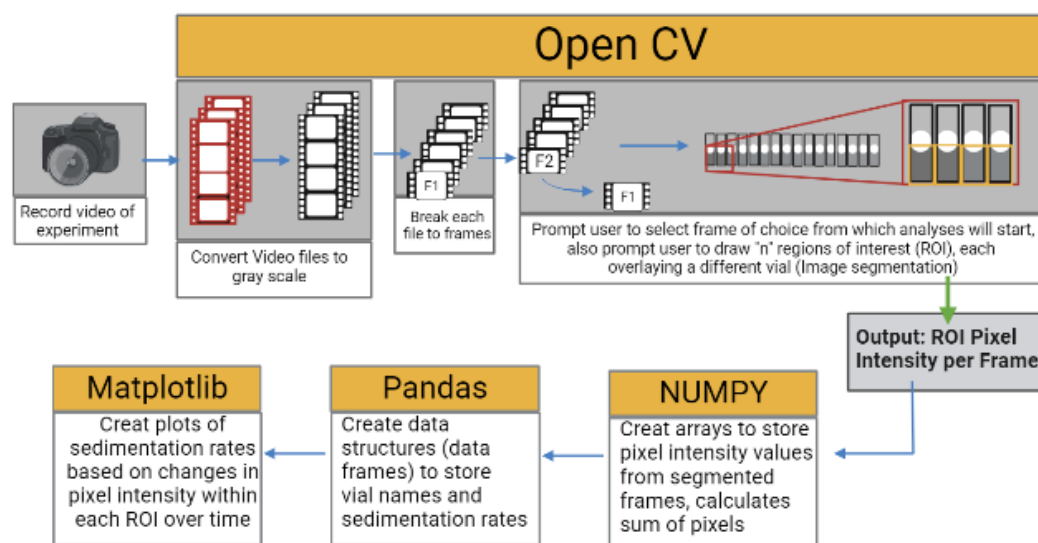 Open CV
Record video of
experiment
Convert Video files to
gray scale
F1
Break each
file to frames
F2
F1
Prompt user to select frame of choice from which analyses will start,
also prompt user to draw "n" regions of interest (ROI), each
overlaying a different vial (Image segmentation)
Output: ROI Pixel
Intensity per Frame
Matplotlib
Creat plots of
sedimentation rates
based on changes in
pixel intensity within
each ROI over time
Pandas
Create data
structures (data
frames) to store
vial names and
sedimentation rates
NUMPY
Creat arrays to store
pixel intensity values
from segmented
frames, calculates
sum of pixels